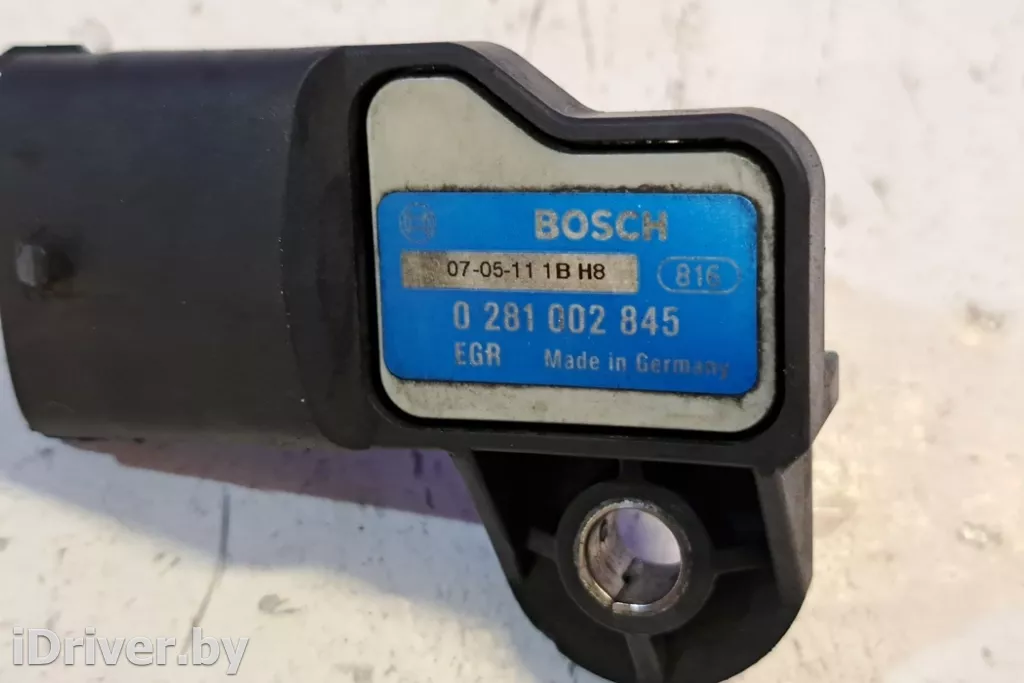 BOSCH
07-05-11 1B H8
816
0 281 002 845
EGR Made in Germany
iDriver.by